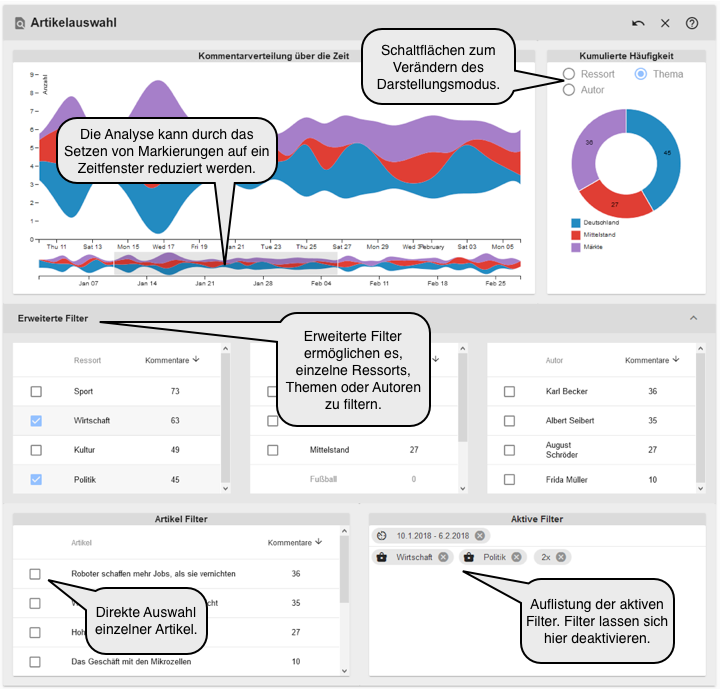 Artikelauswahl
Kommentarverteilung über die Zeit
Anzahl
9
8
7
5
4
3
2
1
0
Thu 11 Sat 13 Mon 15 Wed 17 Fri 19 an 21 Tue 23 Thu 25 Sat 27 Mon 29 Wed 3February Sat 03 Mon 05
Jan 07 Jan 14 Jan 21 Jan 28 Feb 04 Feb 11 Feb 18 Feb 25
Die Analyse kann durch das
Setzen von Markierungen auf ein
Zeitfenster reduziert werden.
Schaltflächen zum
Verändern des
Darstellungsmodus.
Kumulierte Häufigkeit
Ressort Thema
Autor
36
45
27
Deutschland
Mittelstand
Märkte
Erweiterte Filter
Erweiterte Filter
ermöglichen es,
einzelne Ressorts,
Themen oder Autoren
zu filtern.
Ressort Kommentare
Sport 73
Wirtschaft 63
Kultur 49
Politik 45
Mittelstand 27
Fußball 0
Autor Kommentare
Karl Becker 36
Albert Seibert 35
August
Schröder 27
Frida Müller 10
Artikel Filter
Artikel Kommentare
Roboter schaffen mehr Jobs, als sie vernichten 36
cht 35
Hoh 27
Das Geschäft mit den Mikrozellen 10
Direkte Auswahl
einzelner Artikel.
Aktive Filter
10.1.2018 - 6.2.2018
Wirtschaft Politik 2x
Auflistung der aktiven
Filter. Filter lassen sich
hier deaktivieren.